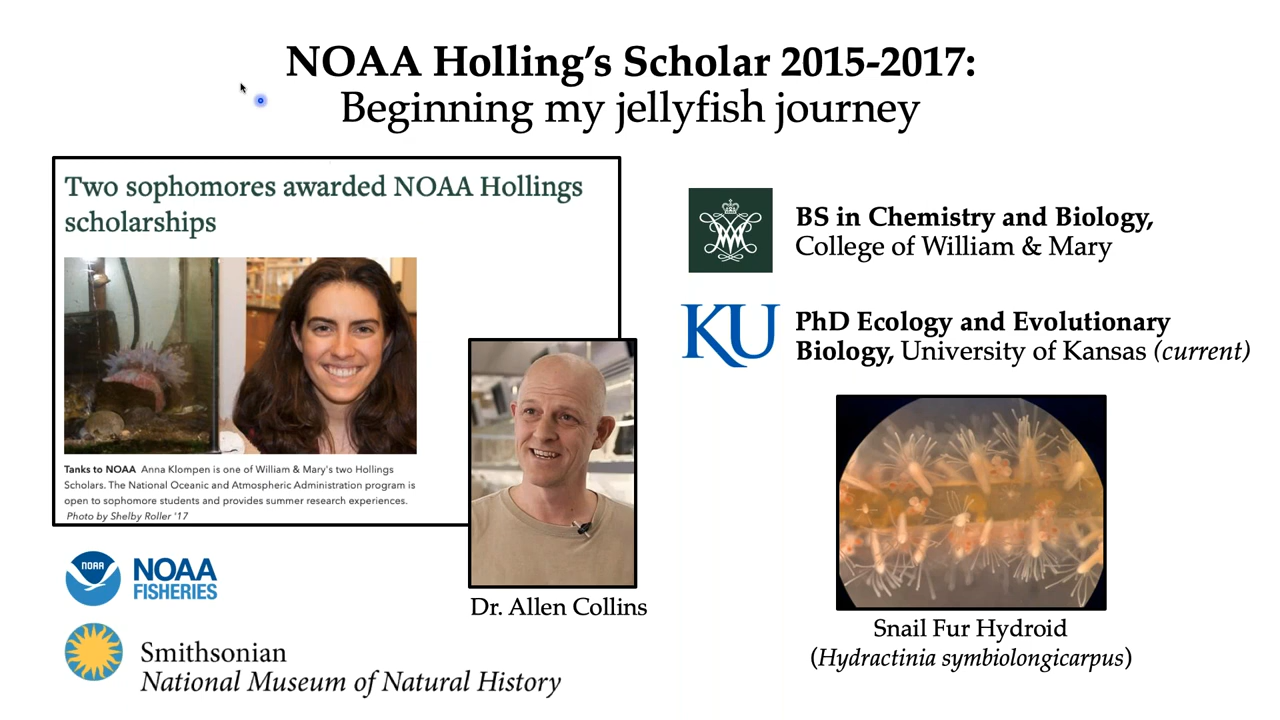 NOAA Holling's Scholar 2015-2017:
Beginning my jellyfish journey
Two sophomores awarded NOAA Hollings
scholarships
Tanks to NOAA Anna Klompen is one of William & Mary's two Hollings
Scholars. The National Oceanic and Atmospheric Administration program is
open to sophomore students and provides summer research experiences.
Photo by Shelby Roller '17
NOAA
NOAA
FISHERIES
Smithsonian
National Museum of Natural History
Dr. Allen Collins
BS in Chemistry and Biology,
College of William & Mary
KU
PhD Ecology and Evolutionary
Biology, University of Kansas (current)
Snail Fur Hydroid
(Hydractinia symbiolongicarpus)